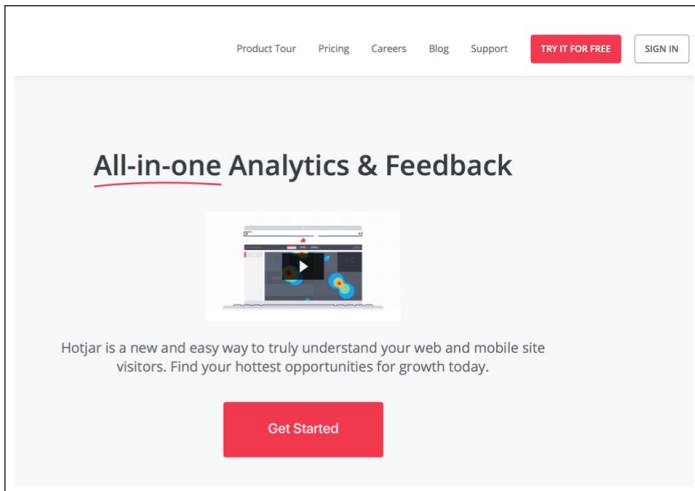 Product Tour Pricing Careers Blog Support TRY IT FOR FREE SIGN IN
All-in-one Analytics & Feedback
Hotjar is a new and easy way to truly understand your web and mobile site
visitors. Find your hottest opportunities for growth today.
Get Started